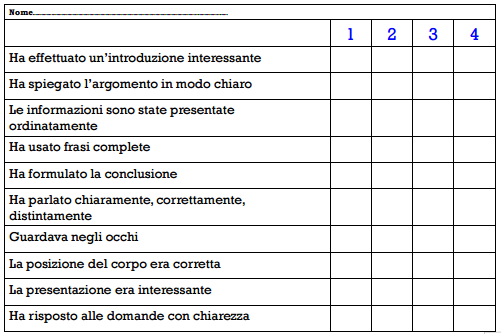 Nome...............................................................................
1 2 3 4
Ha effettuato un'introduzione interessante
Ha spiegato l'argomento in modo chiaro
Le informazioni sono state presentate
ordinatamente
Ha usato frasi complete
Ha formulato la conclusione
Ha parlato chiaramente, correttamente,
distintamente
Guardava negli occhi
La posizione del corpo era corretta
La presentazione era interessante
Ha risposto alle domande con chiarezza